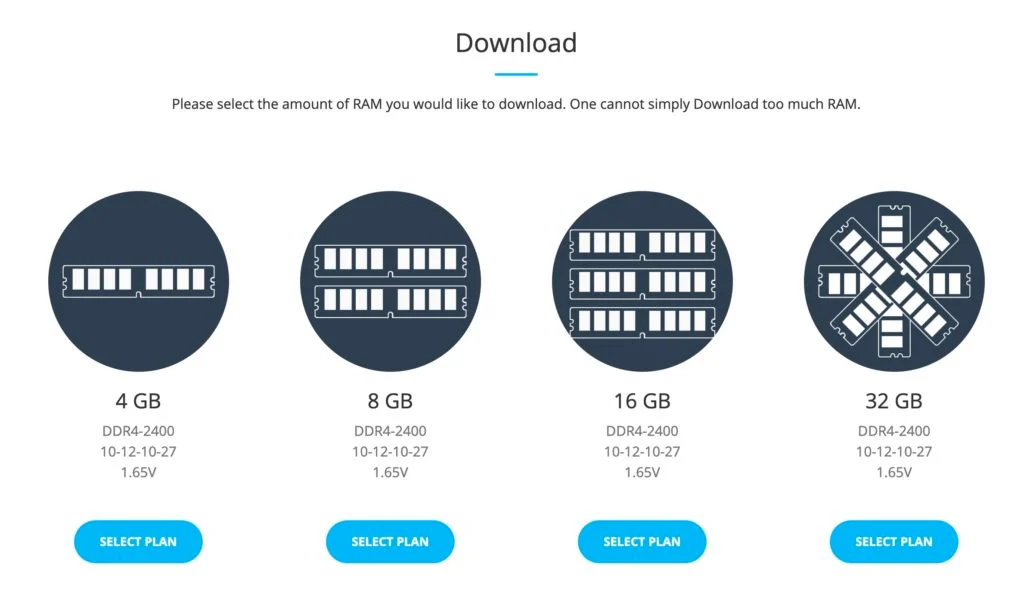 Download
Please select the amount of RAM you would like to download. One cannot simply Download too much RAM.
4 GB
DDR4-2400
10-12-10-27
1.65V
SELECT PLAN
8 GB
DDR4-2400
10-12-10-27
1.65V
SELECT PLAN
16 GB
DDR4-2400
10-12-10-27
1.65V
SELECT PLAN
32 GB
DDR4-2400
10-12-10-27
1.65V
SELECT PLAN